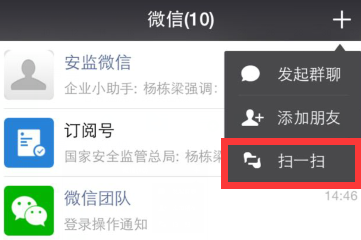 微信(10)
安监微信
企业小助手: 杨栋梁强调:
订阅号
国家安全监管总局: 杨栋梁
微信团队
14:46
登录操作通知
发起群聊
添加朋友
扫一扫